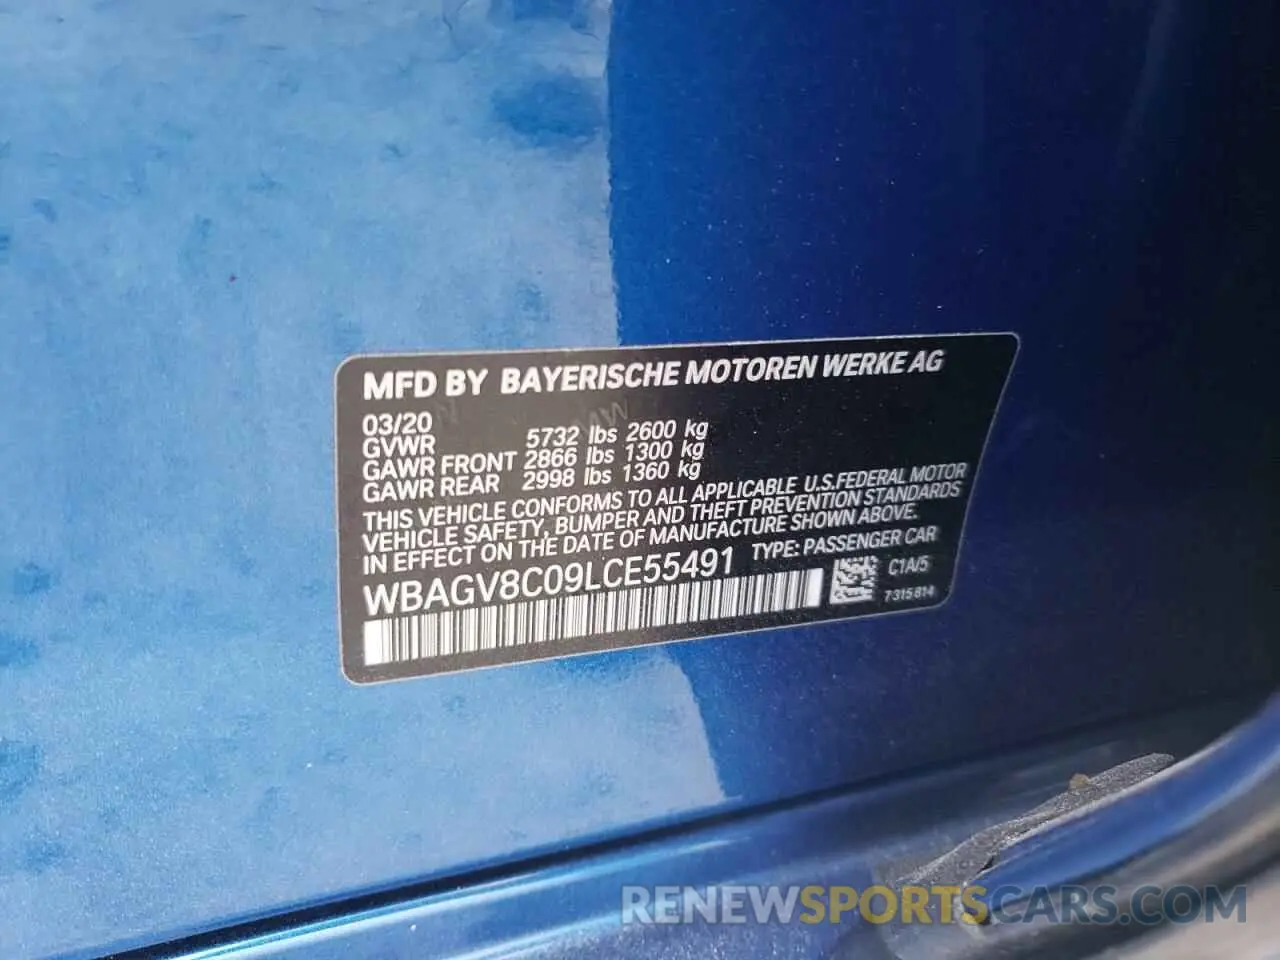 MFD BY BAYERISCHE MOTOREN WERKE AG
03/20
GVWR 5732 lbs 2600 kg
GAWR FRONT 2866 lbs 1300 kg
GAWR REAR 2998 lbs 1360 kg
THIS VEHICLE CONFORMS TO ALL APPLICABLE U.S.FEDERAL MOTOR
VEHICLE SAFETY, BUMPER AND THEFT PREVENTION STANDARDS
IN EFFECT ON THE DATE OF MANUFACTURE SHOWN ABOVE.
WBAGV8C09LCE55491 TYPE: PASSENGER CAR
C1A/5
7 315 814
RENEWSPORTSCARS.COM